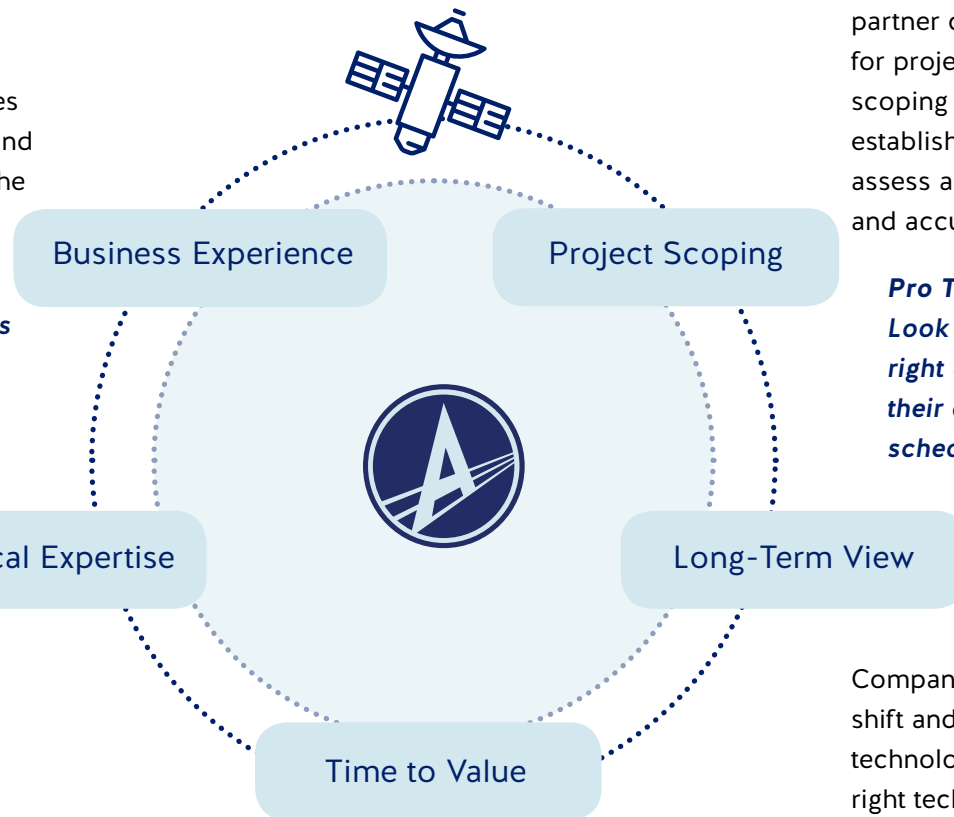 es
nd
he
s
Business Experience
Project Scoping
cal Expertise
Long-Term View
Time to Value
partner
for proje
scoping
establish
assess a
and accu
Pro T
Look
right
their
sched
Compan
shift and
technolo
right tech